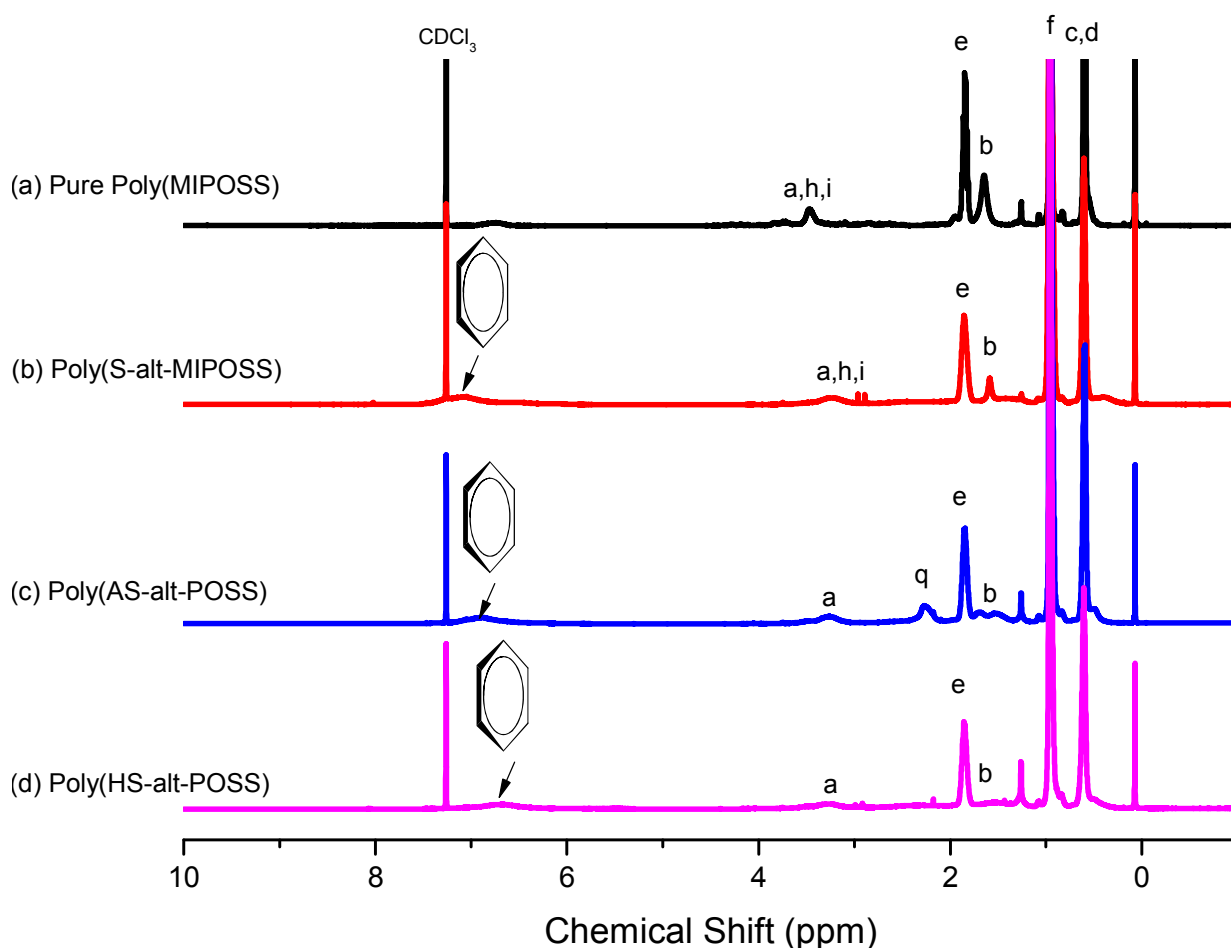 CDCl₃
f
c,d
e
b
a,h,i
(a) Pure Poly(MIPOSS)
e
b
a,h,i
(b) Poly(S-alt-MIPOSS)
e
q
b
a
(c) Poly(AS-alt-POSS)
e
b
a
(d) Poly(HS-alt-POSS)
10 8 6 4 2 0
Chemical Shift (ppm)